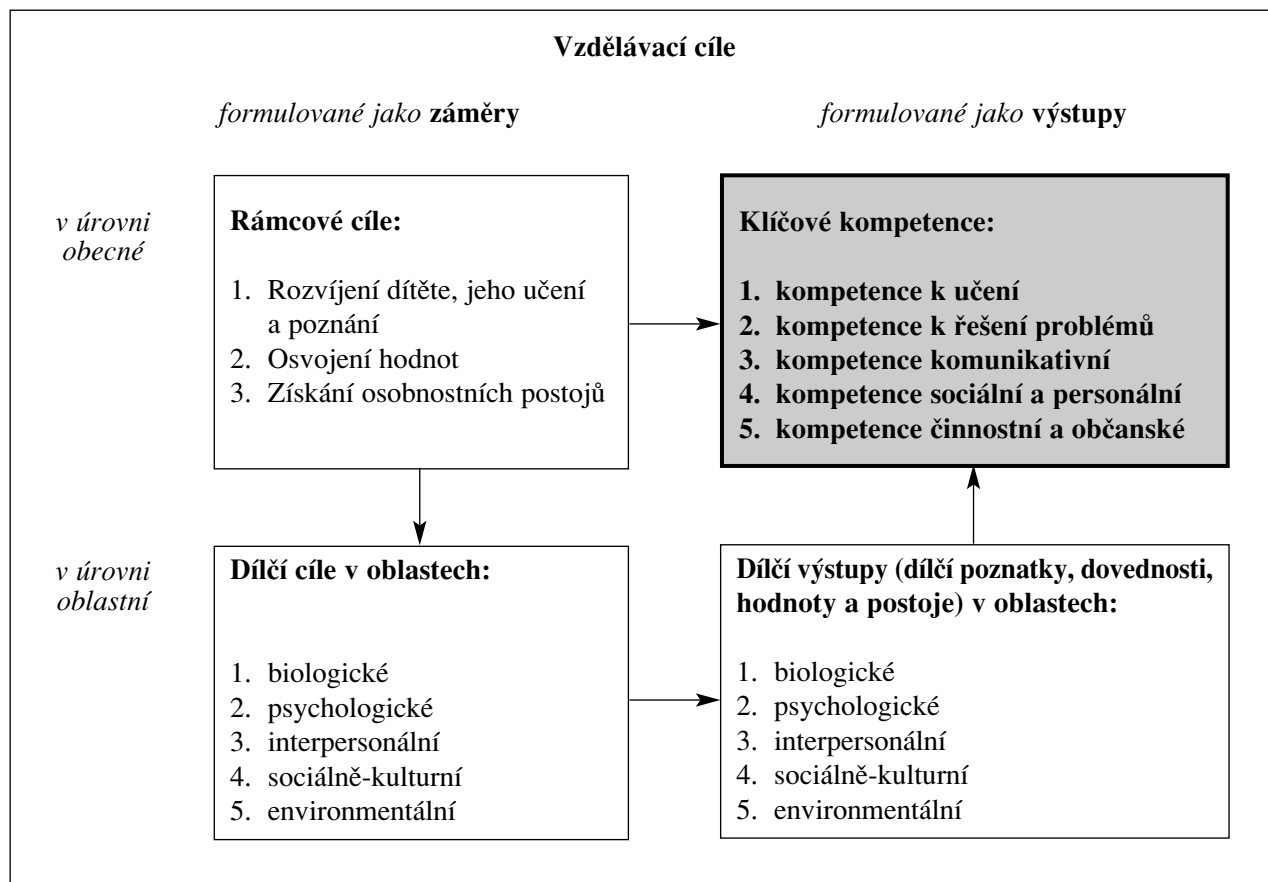 Vzdělávací cíle
formulované jako záměry
formulované jako výstupy
v úrovni
obecné
Rámcové cíle:
1. Rozvíjení dítěte, jeho učení
a poznání
2. Osvojení hodnot
3. Získání osobnostních postojů
Klíčové kompetence:
1. kompetence k učení
2. kompetence k řešení problémů
3. kompetence komunikativní
4. kompetence sociální a personální
5. kompetence činnostní a občanské
v úrovni
oblastní
Dílčí cíle v oblastech:
1. biologické
2. psychologické
3. interpersonální
4. sociálně-kulturní
5. environmentální
Dílčí výstupy (dílčí poznatky, dovednosti,
hodnoty a postoje) v oblastech:
1. biologické
2. psychologické
3. interpersonální
4. sociálně-kulturní
5. environmentální